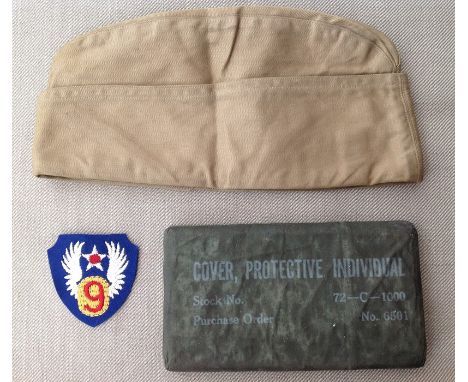 9
COVER, PROTECTIVE INDIVIDUAL
Stock No. 72—C—1000
Purchase Order No. 6501